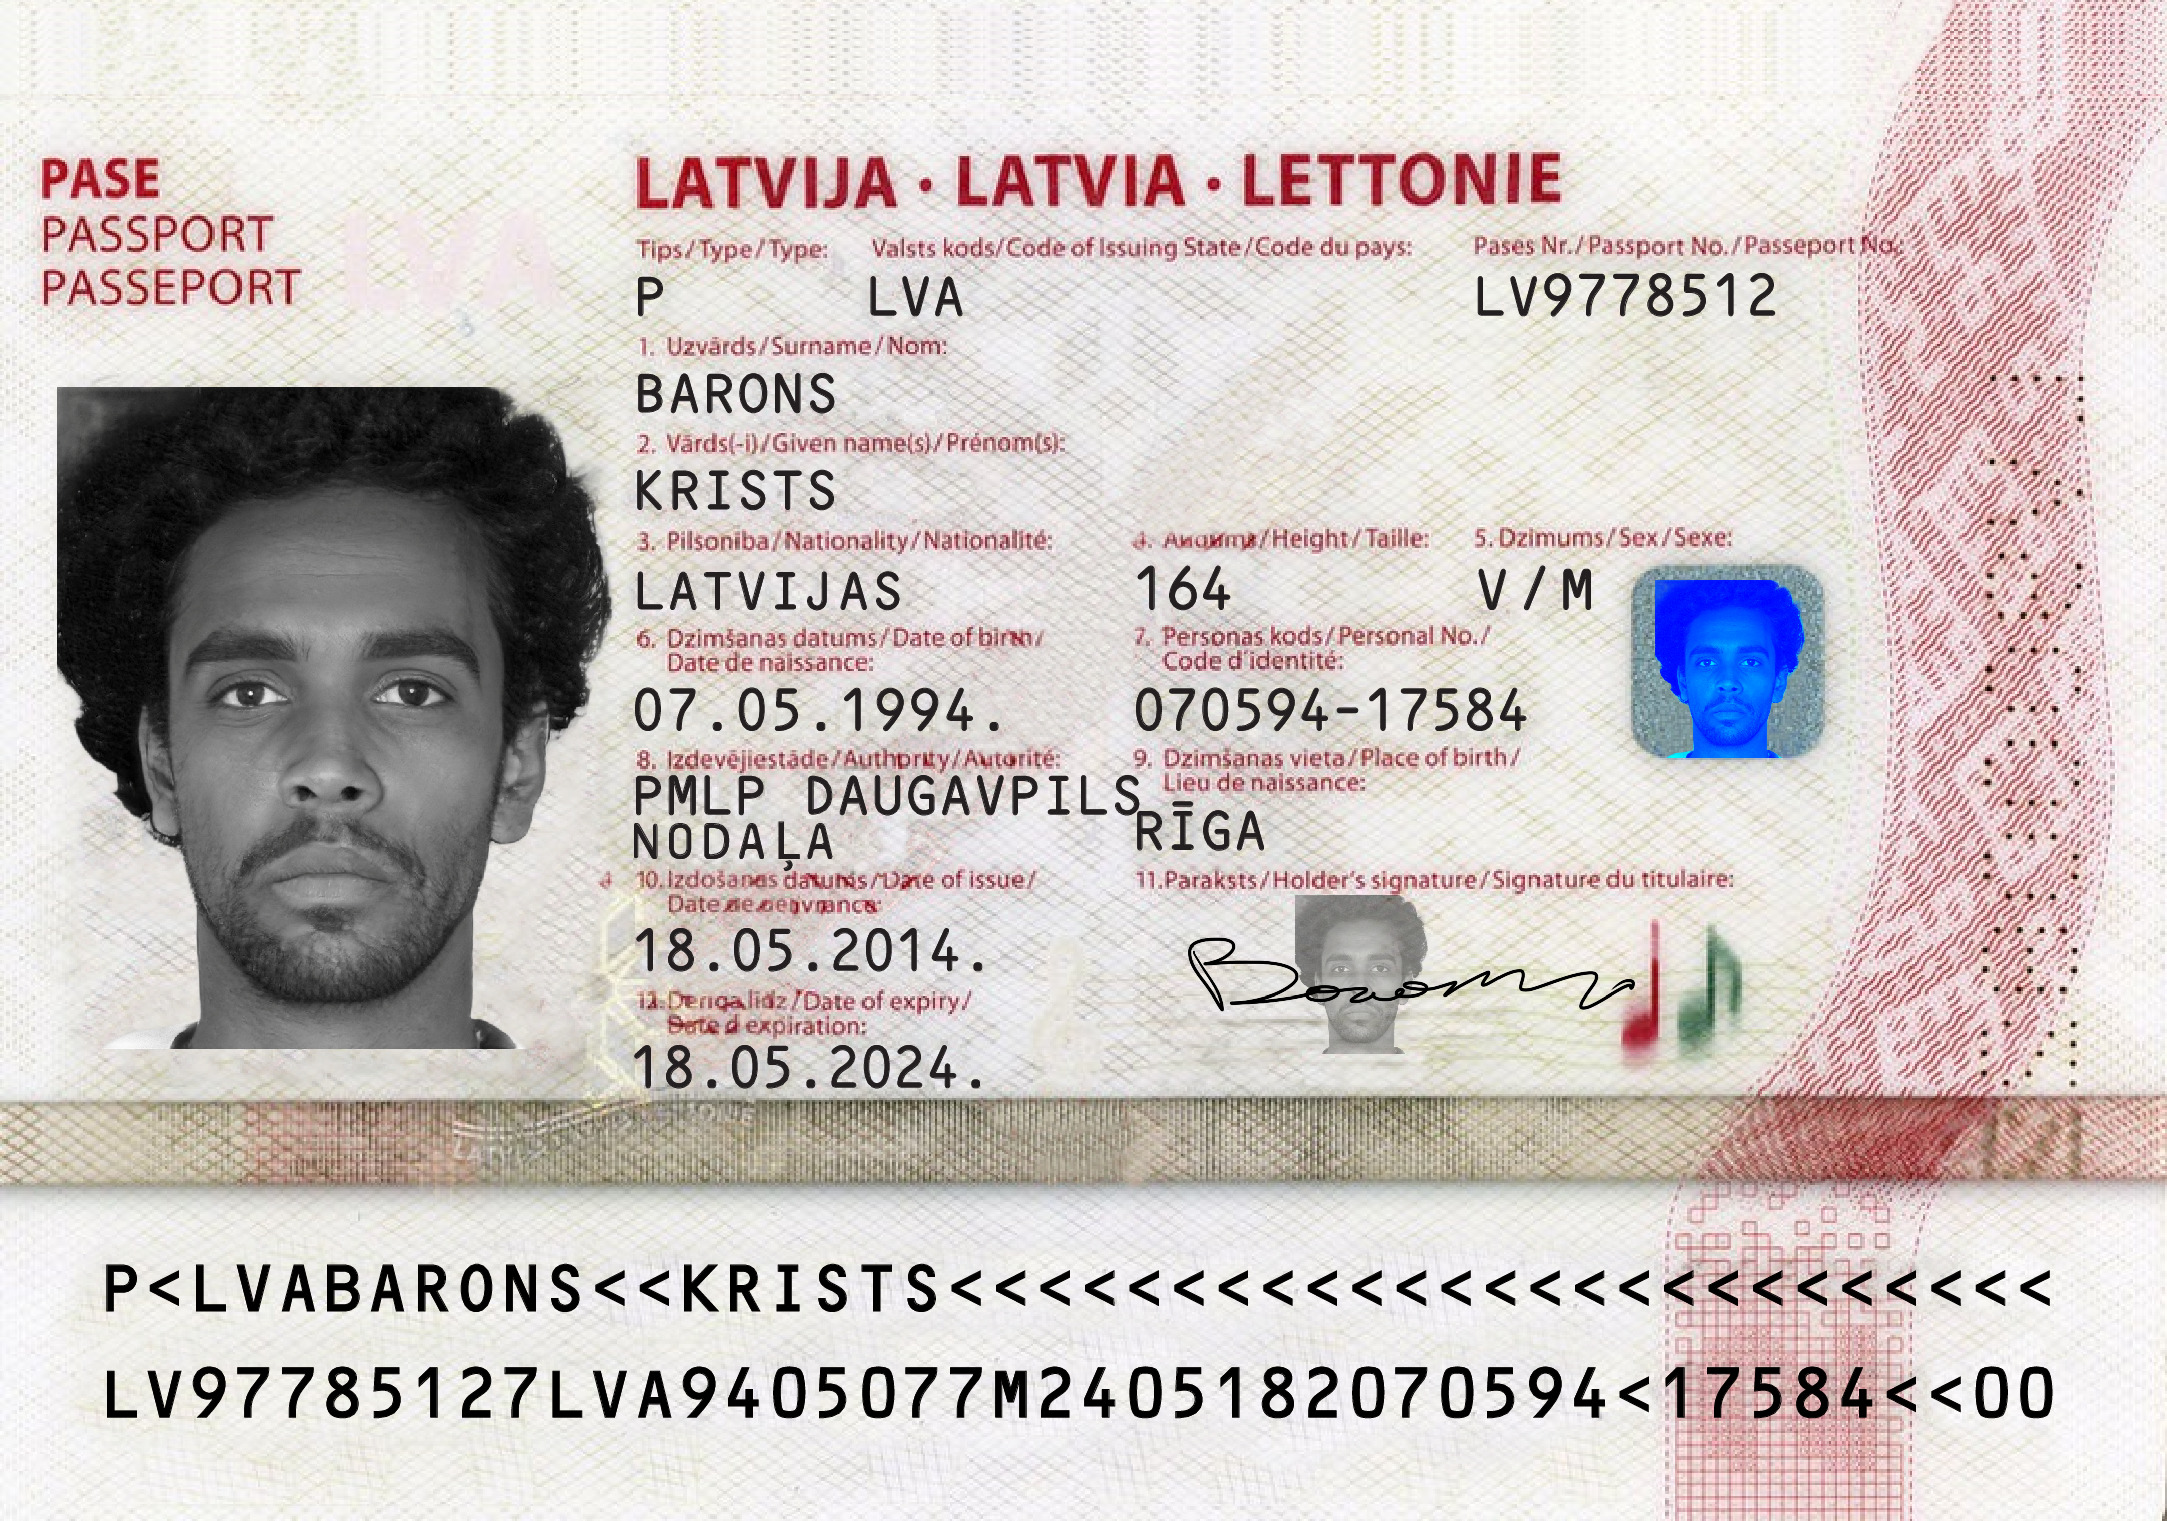 PASE
PASSPORT
PASSEPORT
LVA
LATVIJA · LATVIA · LETTONIE
Tips/Type/Type: Valsts kods/Code of Issuing State/Code du pays: Pases Nr./Passport No./Passeport No.:
P LVA LV9778512
1. Uzvārds/Surname/Nom:
BARONS
2. Vārds(-i)/Given name(s)/Prénom(s):
KRISTS
3. Pilsonība/Nationality/Nationalité: 4. Augums/Height/Taille: 5. Dzimums/Sex/Sexe:
LATVIJAS 164 V/M
6. Dzimšanas datums/Date of birth/ 7. Personas kods/Personal No./
Date de naissance: Code d'identité:
07.05.1994. 070594-17584
8. Izdevējiestāde/Authority/Autorité: 9. Dzimšanas vieta/Place of birth/
Lieu de naissance:
PMLP DAUGAVPILS
NODAĻA RĪGA
10. Izdošanas datums/Date of issue/ 11. Paraksts/Holder's signature/Signature du titulaire:
Date de délivrance:
18.05.2014.
12. Derīga līdz/Date of expiry/
Date d'expiration:
18.05.2024.
P<LVABARONS<<KRISTS<<<<<<<<<<<<<<<<<<<<<<<<<
LV97785127LVA9405077M2405182070594<17584<<00